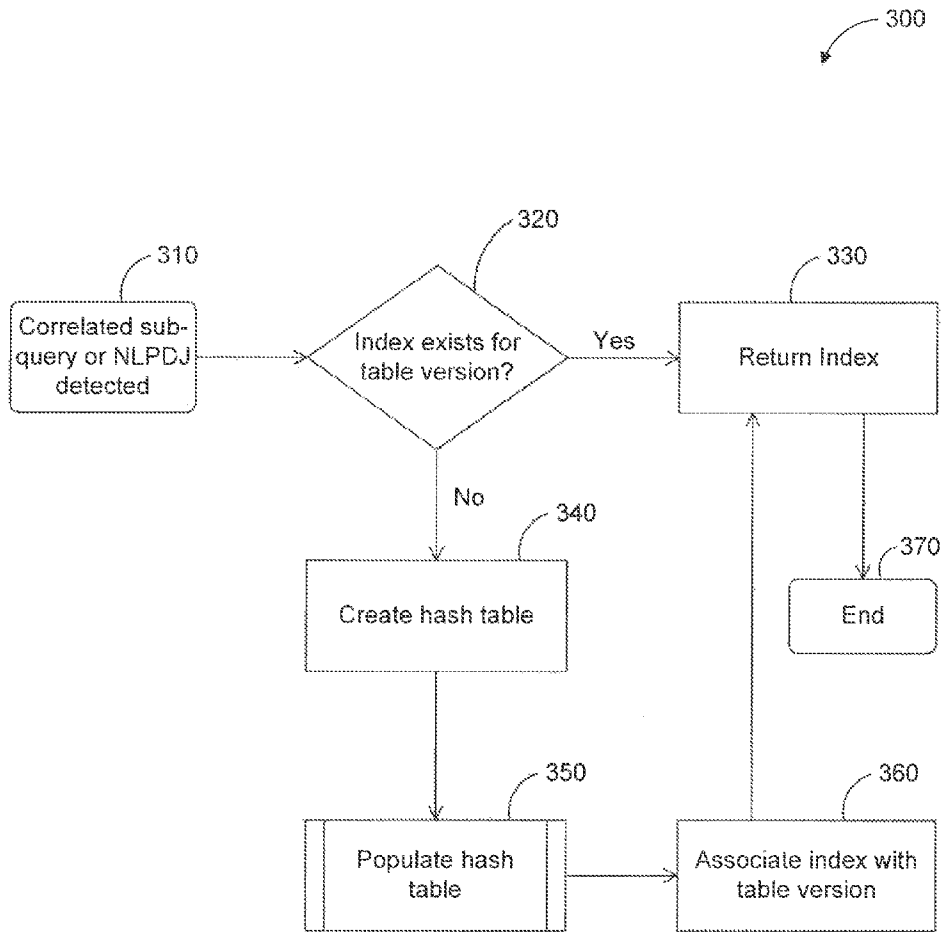 300
320
310
330
Correlated sub-
query or NLPDJ
detected
Index exists for
table version?
Yes
Return Index
No
340
370
Create hash table
End
350
360
Populate hash
table
Associate index with
table version